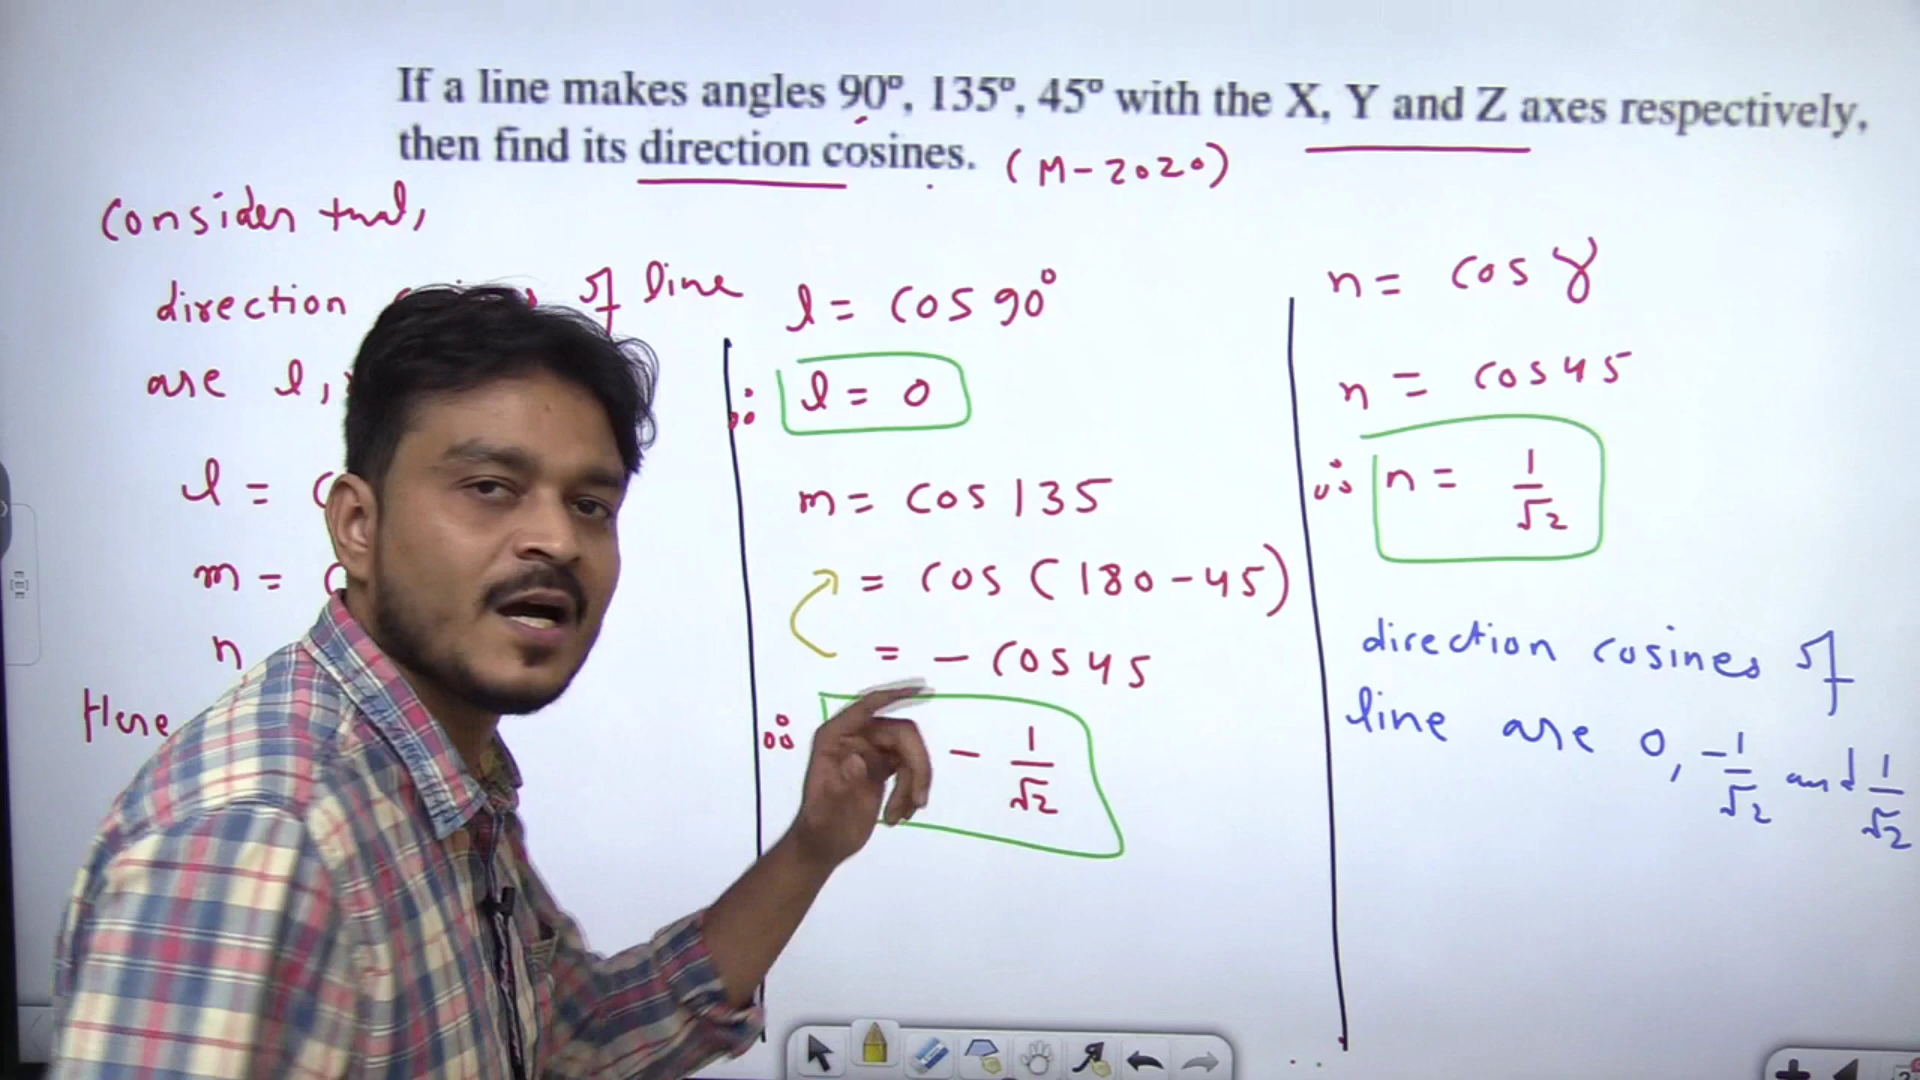 If a line makes angles 90°, 135°, 45° with the X, Y and Z axes respectively,
then find its direction cosines. (M-2020)
Consider that,
direction of line
are l,
l =
m =
n
Here
l = cos 90°
∴ l = 0
m = cos 135
= cos (180-45)
= - cos 45
∴ - 1/√2
n = cos γ
n = cos 45
∴ n = 1/√2
direction cosines of
line are 0, -1/√2 and 1/√2